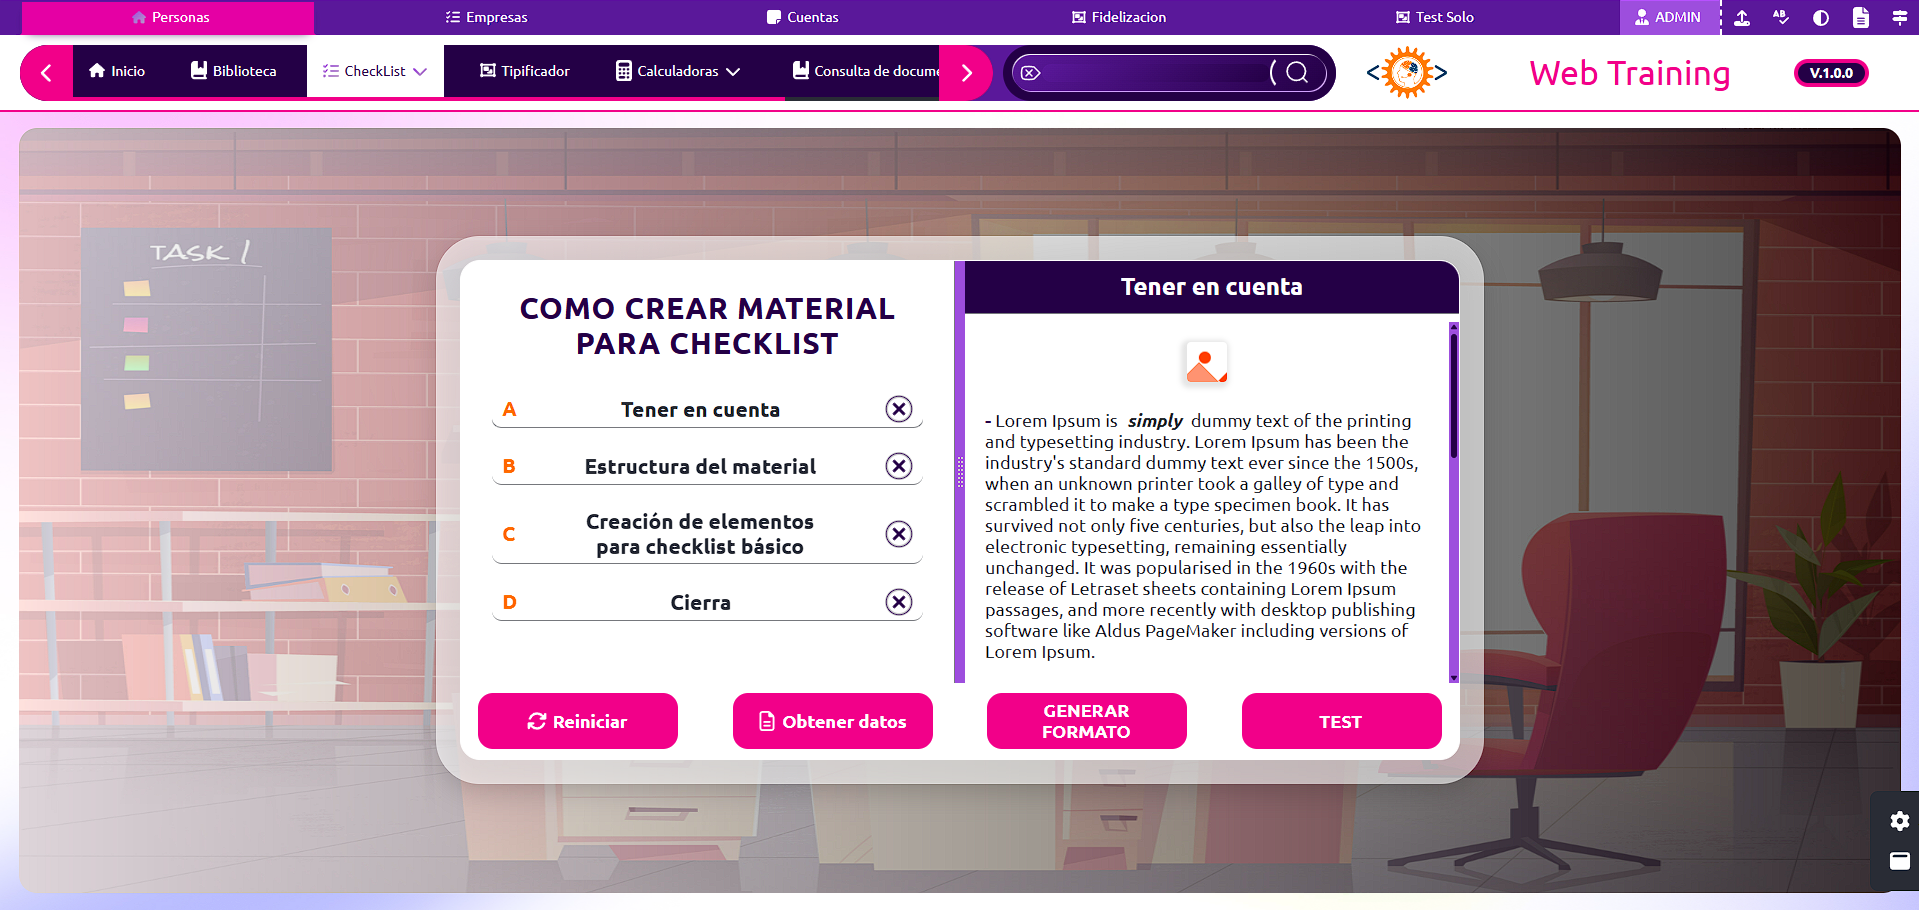 Personas
Empresas
Cuentas
Fidelizacion
Test Solo
ADMIN
Inicio
Biblioteca
CheckList
Tipificador
Calculadoras
Consulta de docume
Web Training
V.1.0.0
TASK 1
COMO CREAR MATERIAL
PARA CHECKLIST
A Tener en cuenta
B Estructura del material
C Creación de elementos
para checklist básico
D Cierra
Tener en cuenta
- Lorem Ipsum is simply dummy text of the printing
and typesetting industry. Lorem Ipsum has been the
industry's standard dummy text ever since the 1500s,
when an unknown printer took a galley of type and
scrambled it to make a type specimen book. It has
survived not only five centuries, but also the leap into
electronic typesetting, remaining essentially
unchanged. It was popularised in the 1960s with the
release of Letraset sheets containing Lorem Ipsum
passages, and more recently with desktop publishing
software like Aldus PageMaker including versions of
Lorem Ipsum.
Reiniciar
Obtener datos
GENERAR
FORMATO
TEST